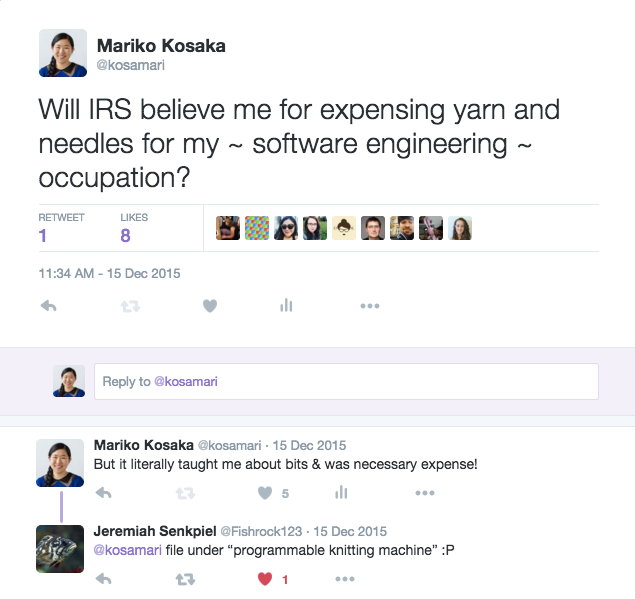 Mariko Kosaka
@kosamari
Will IRS believe me for expensing yarn and
needles for my ~ software engineering ~
occupation?
RETWEET LIKES
1 8
11:34 AM - 15 Dec 2015
Reply to @kosamari
Mariko Kosaka @kosamari · 15 Dec 2015
But it literally taught me about bits & was necessary expense!
5
Jeremiah Senkpiel @Fishrock123 · 15 Dec 2015
@kosamari file under “programmable knitting machine” :P
1